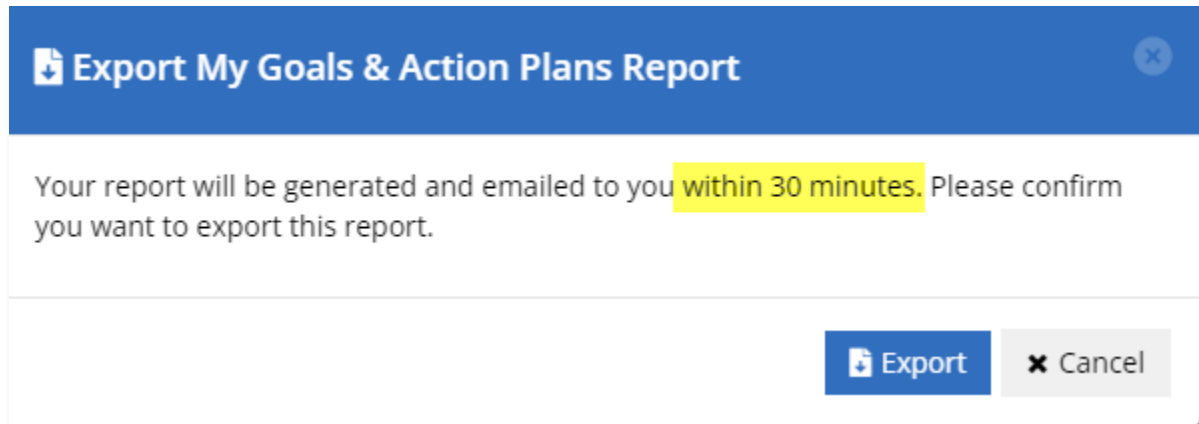 Export My Goals & Action Plans Report
Your report will be generated and emailed to you within 30 minutes. Please confirm
you want to export this report.
Export
Cancel